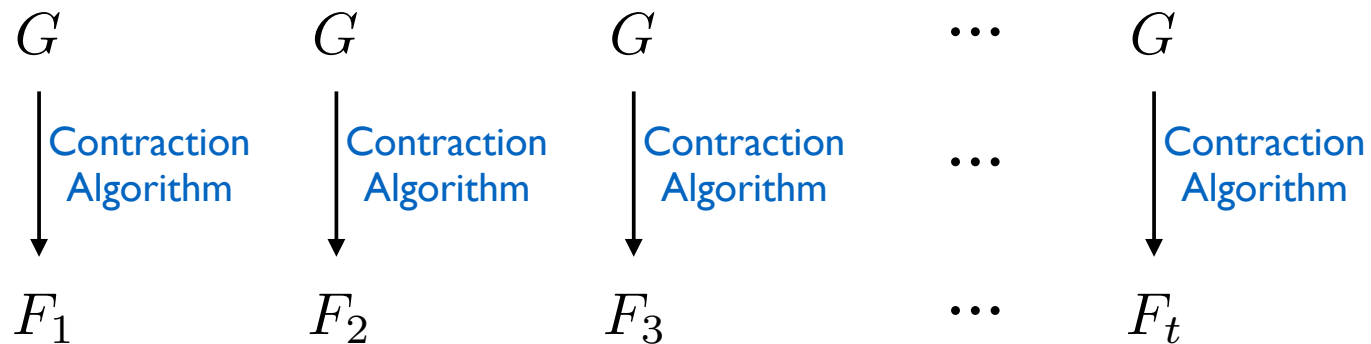 G G G ... G
Contraction Contraction Contraction ... Contraction
Algorithm Algorithm Algorithm Algorithm
F₁ F₂ F₃ ... Fₜ